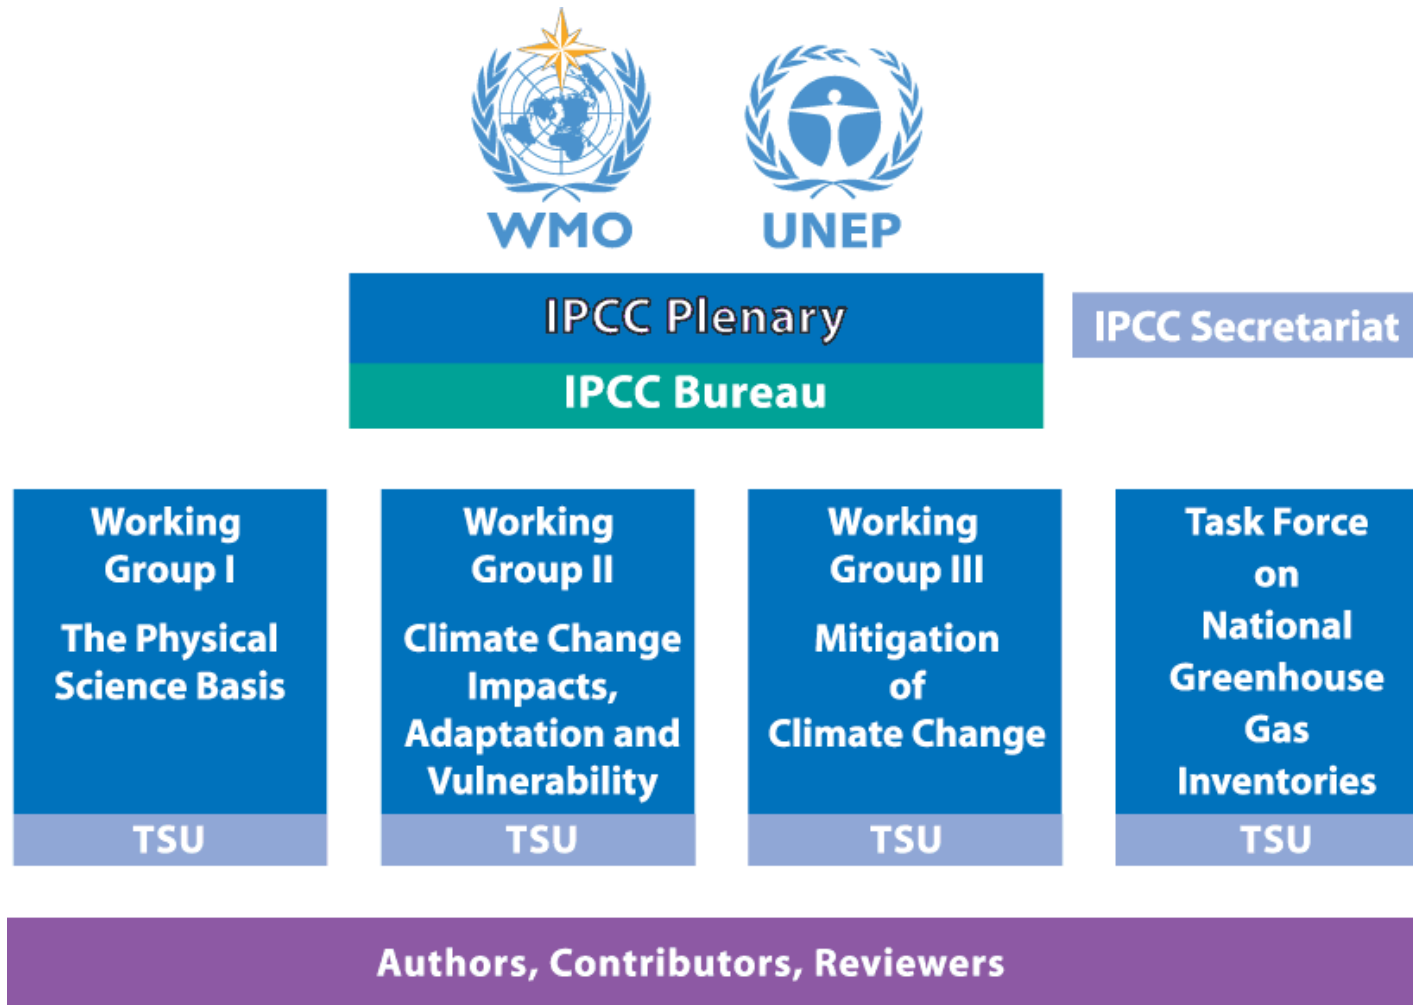 WMO
UNEP
IPCC Plenary
IPCC Bureau
IPCC Secretariat
Working
Group I
The Physical
Science Basis
TSU
Working
Group II
Climate Change
Impacts,
Adaptation and
Vulnerability
TSU
Working
Group III
Mitigation
of
Climate Change
TSU
Task Force
on
National
Greenhouse
Gas
Inventories
TSU
Authors, Contributors, Reviewers